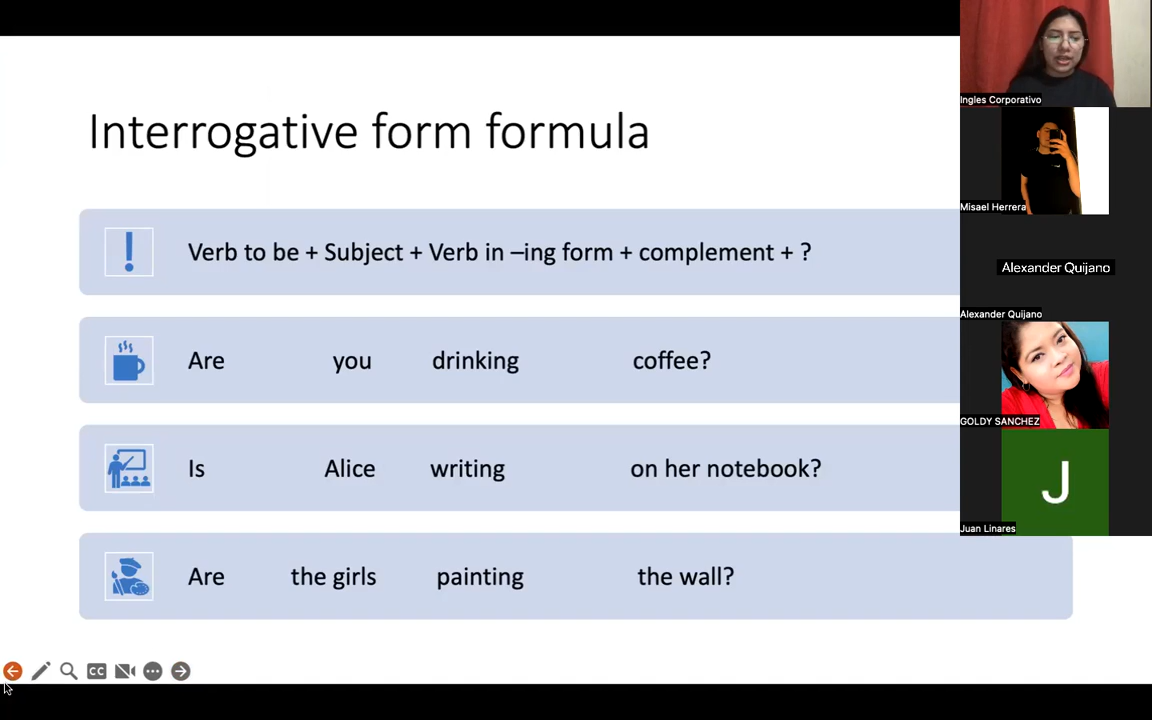 Interrogative form formula
Verb to be + Subject + Verb in –ing form + complement + ?
Are you drinking coffee?
Is Alice writing on her notebook?
Are the girls painting the wall?
CC
Ingles Corporativo
Misael Herrera
Alexander Quijano
Alexander Quijano
GOLDY SANCHEZ
J
Juan Linares